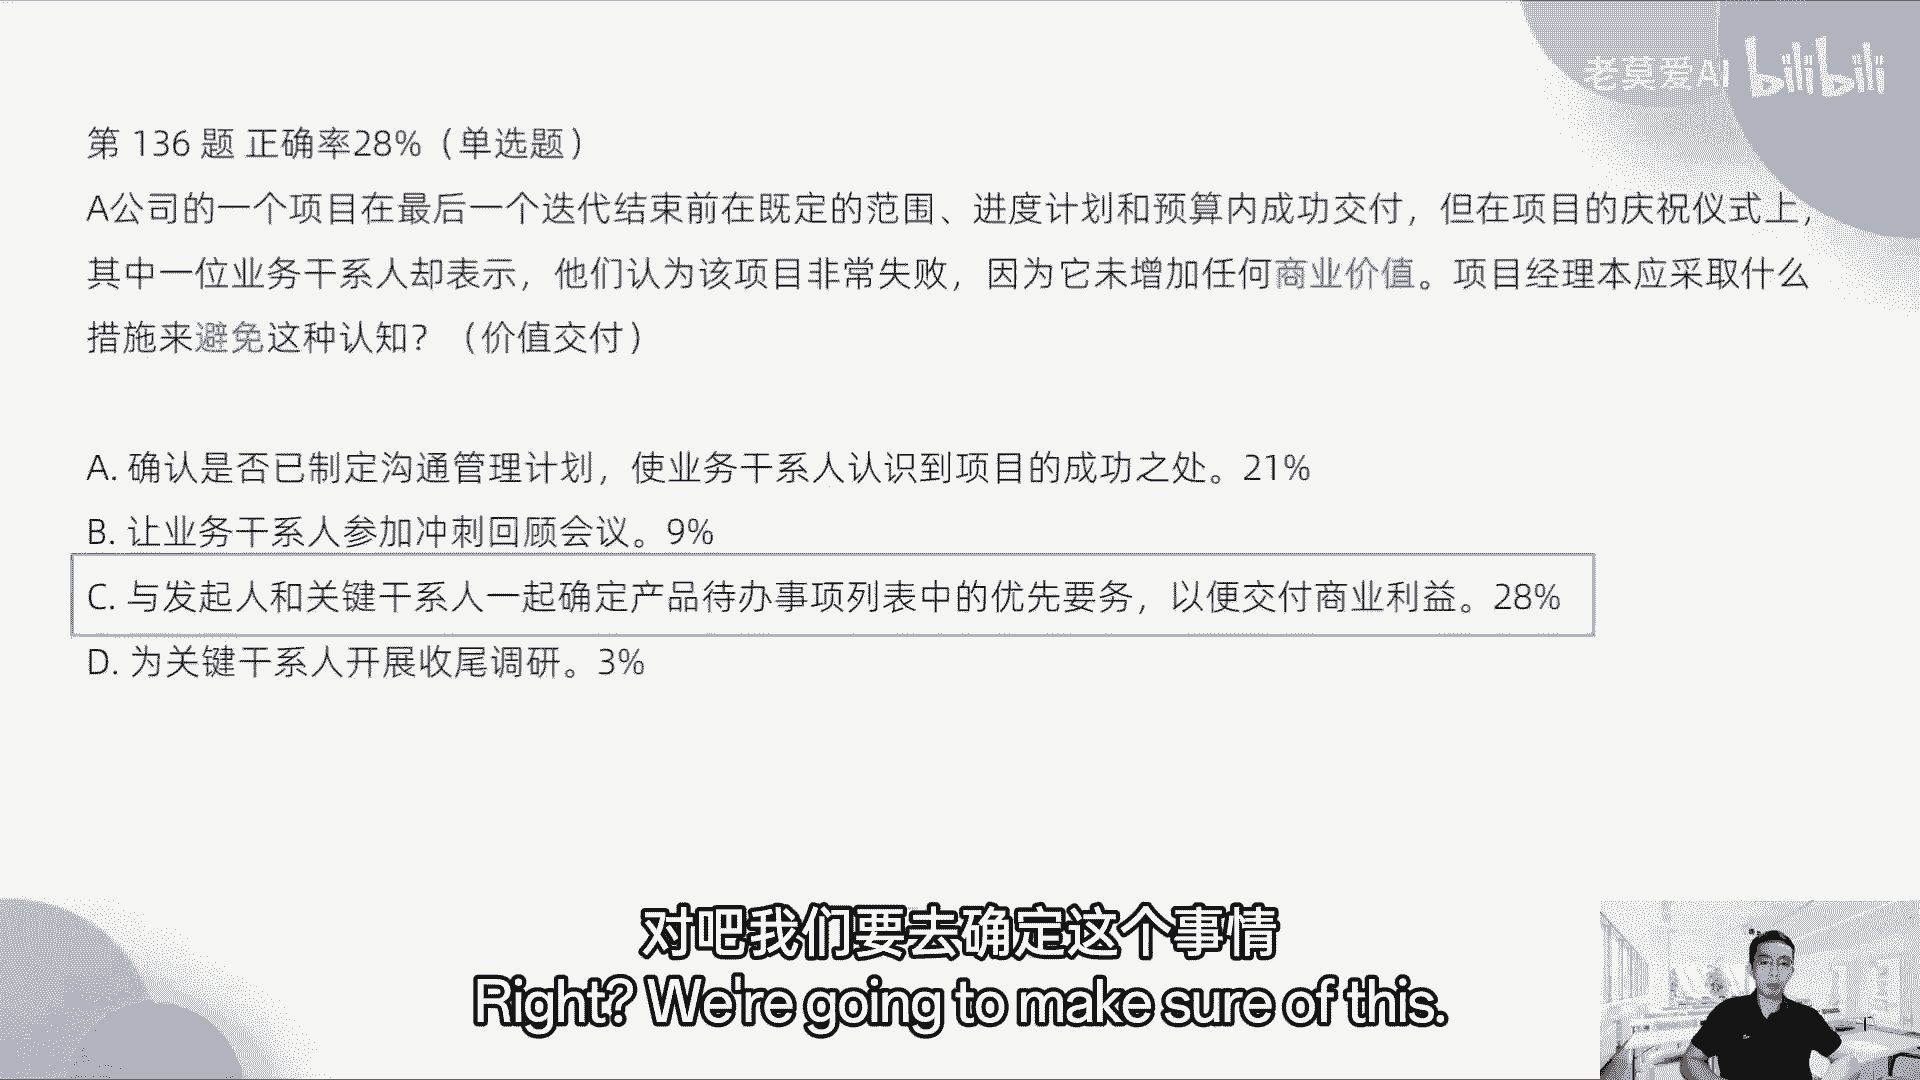 老莫爱AI bilibili
第 136 题 正确率28%（单选题）
A公司的一个项目在最后一个迭代结束前在既定的范围、进度计划和预算内成功交付，但在项目的庆祝仪式上，
其中一位业务干系人却表示，他们认为该项目非常失败，因为它未增加任何商业价值。项目经理本应采取什么
措施来避免这种认知？（价值交付）
A. 确认是否已制定沟通管理计划，使业务干系人认识到项目的成功之处。21%
B. 让业务干系人参加冲刺回顾会议。9%
C. 与发起人和关键干系人一起确定产品待办事项列表中的优先要务，以便交付商业利益。28%
D. 为关键干系人开展收尾调研。3%
对吧我们要去确定这个事情
Right? We're going to make sure of this.